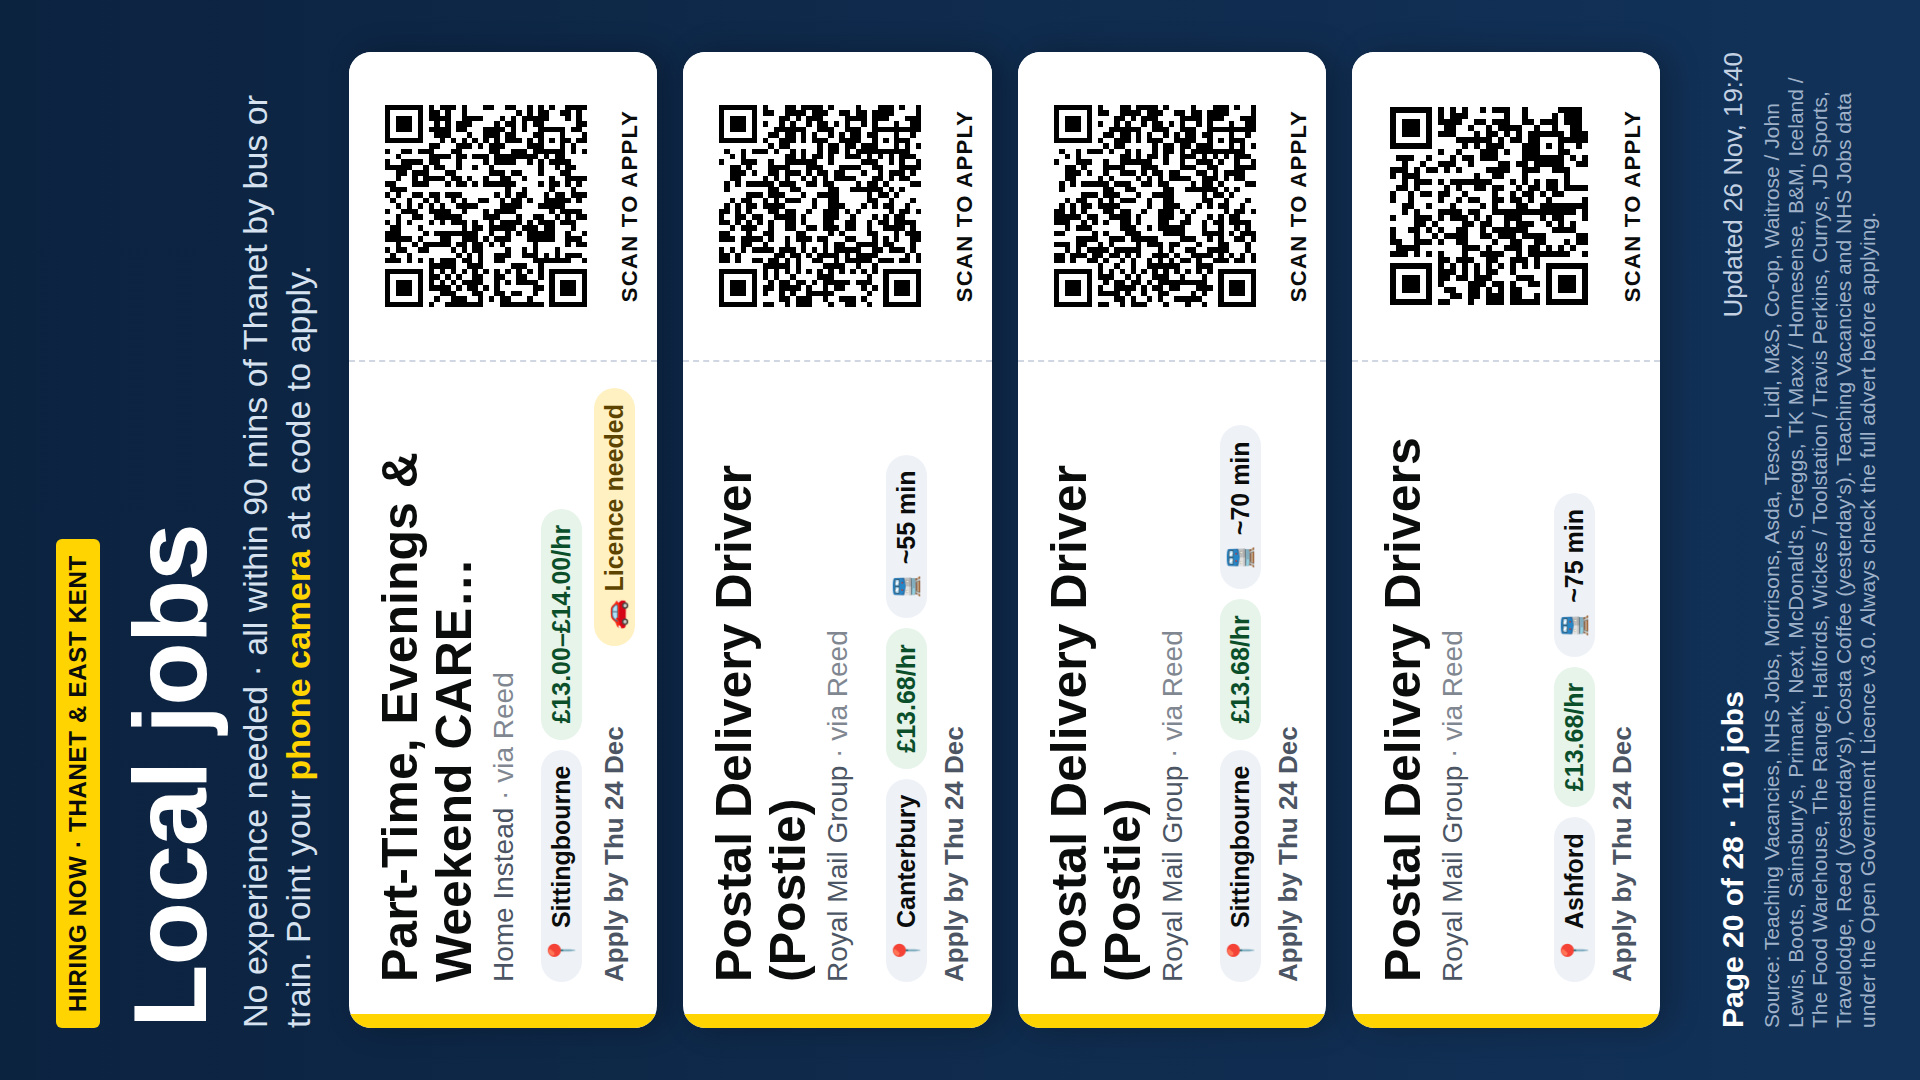 HIRING NOW · THANET & EAST KENT
Local jobs
No experience needed · all within 90 mins of Thanet by bus or
train. Point your phone camera at a code to apply.
Part-Time, Evenings &
Weekend CARE…
Home Instead · via Reed
📍 Sittingbourne £13.00–£14.00/hr
🚗 Licence needed
Apply by Thu 24 Dec
SCAN TO APPLY
Postal Delivery Driver
(Postie)
Royal Mail Group · via Reed
📍 Canterbury £13.68/hr 🚉 ~55 min
Apply by Thu 24 Dec
SCAN TO APPLY
Postal Delivery Driver
(Postie)
Royal Mail Group · via Reed
📍 Sittingbourne £13.68/hr 🚉 ~70 min
Apply by Thu 24 Dec
SCAN TO APPLY
Postal Delivery Drivers
Royal Mail Group · via Reed
📍 Ashford £13.68/hr 🚉 ~75 min
Apply by Thu 24 Dec
SCAN TO APPLY
Page 20 of 28 · 110 jobs
Updated 26 Nov, 19:40
Source: Teaching Vacancies, NHS Jobs, Morrisons, Asda, Tesco, Lidl, M&S, Co-op, Waitrose / John
Lewis, Boots, Sainsbury's, Primark, Next, McDonald's, Greggs, TK Maxx / Homesense, B&M, Iceland /
The Food Warehouse, The Range, Halfords, Wickes / Toolstation / Travis Perkins, Currys, JD Sports,
Travelodge, Reed (yesterday's), Costa Coffee (yesterday's). Teaching Vacancies and NHS Jobs data
under the Open Government Licence v3.0. Always check the full advert before applying.